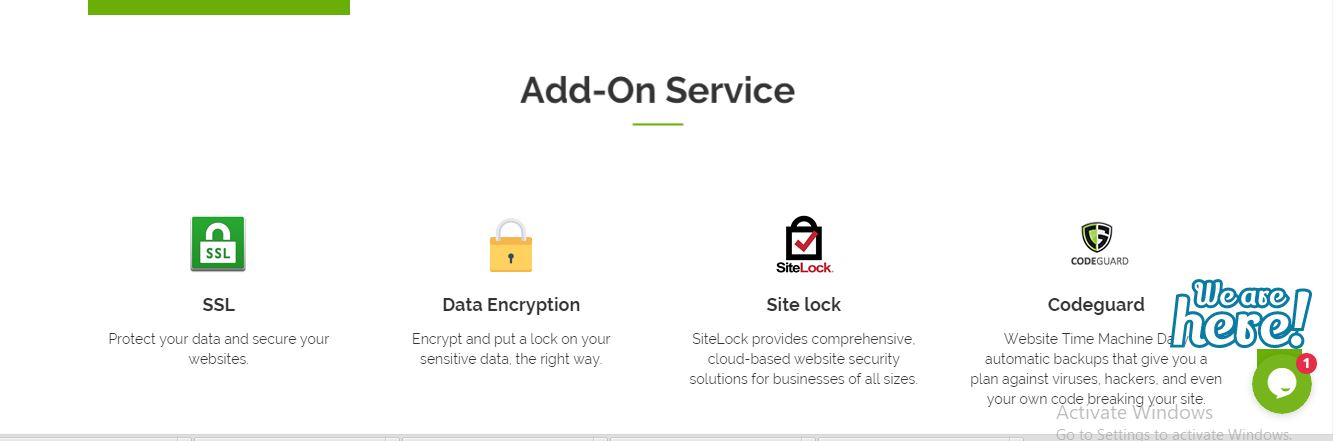 Add-On Service
SSL
SiteLock.
CODEGUARD
SSL
Data Encryption
Site lock
Codeguard
Protect your data and secure your
websites.
Encrypt and put a lock on your
sensitive data, the right way.
SiteLock provides comprehensive,
cloud-based website security
solutions for businesses of all sizes.
Website Time Machine Daily
automatic backups that give you a
plan against viruses, hackers, and even
your own code breaking your site.
We are
here!
1
Activate Windows
Go to Settings to activate Windows.